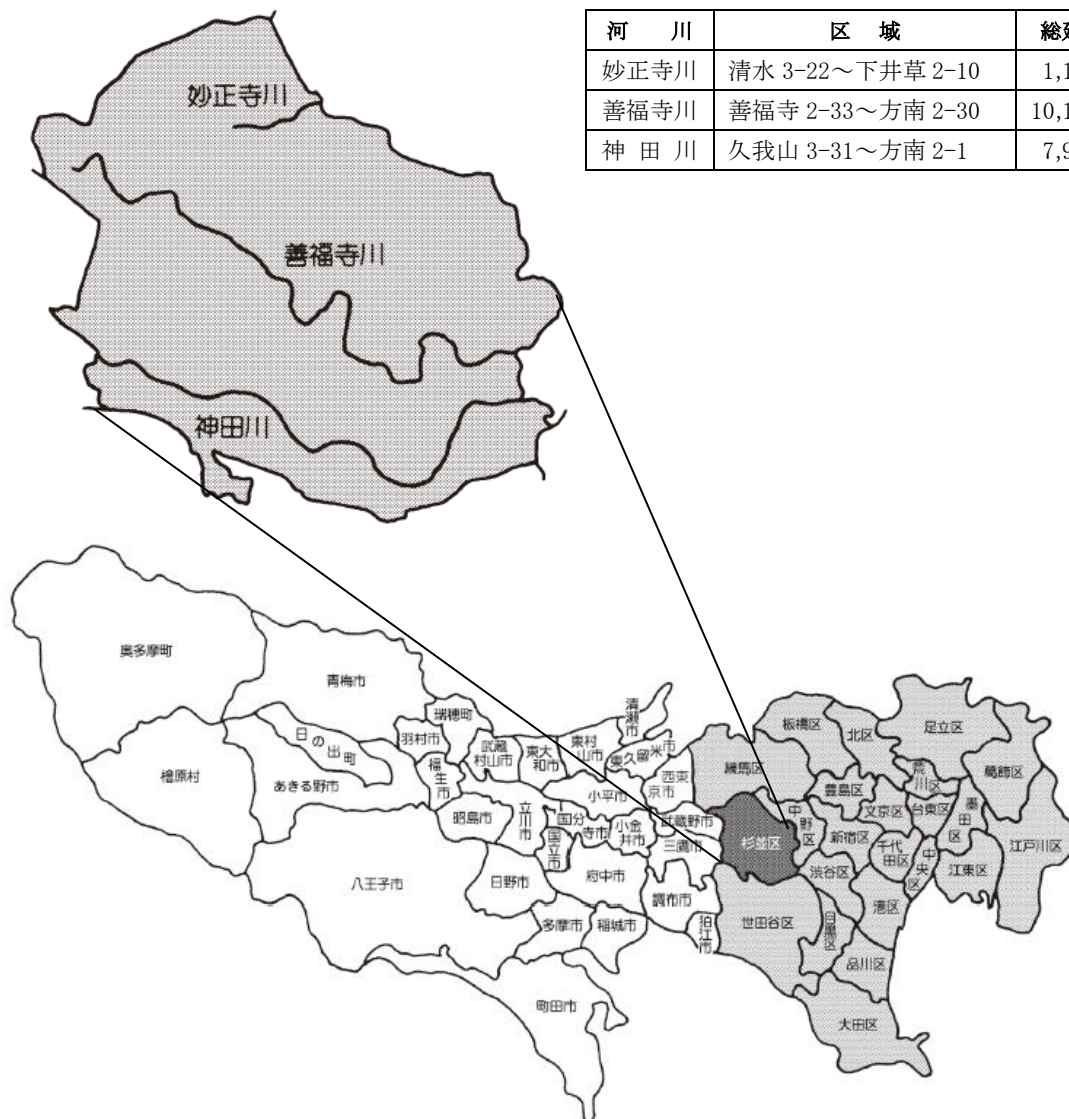 河 川 区 域 総延
妙正寺川 清水 3-22～下井草 2-10 1,1
善福寺川 善福寺 2-33～方南 2-30 10,1
神 田 川 久我山 3-31～方南 2-1 7,9
妙正寺川
善福寺川
神田川
奥多摩町
青梅市
瑞穂町
羽村市
日の出町
檜原村
あきる野市
福生市
武蔵村山市
東大和市
東村山市
清瀬市
東久留米市
西東京市
小平市
昭島市
立川市
国分寺市
国立市
小金井市
武蔵野市
三鷹市
八王子市
日野市
府中市
調布市
多摩市
稲城市
狛江市
町田市
板橋区
北区
足立区
練馬区
荒川区
葛飾区
豊島区
文京区
台東区
墨田区
杉並区
中野区
新宿区
千代田区
中央区
江東区
江戸川区
渋谷区
世田谷区
目黒区
港区
品川区
大田区